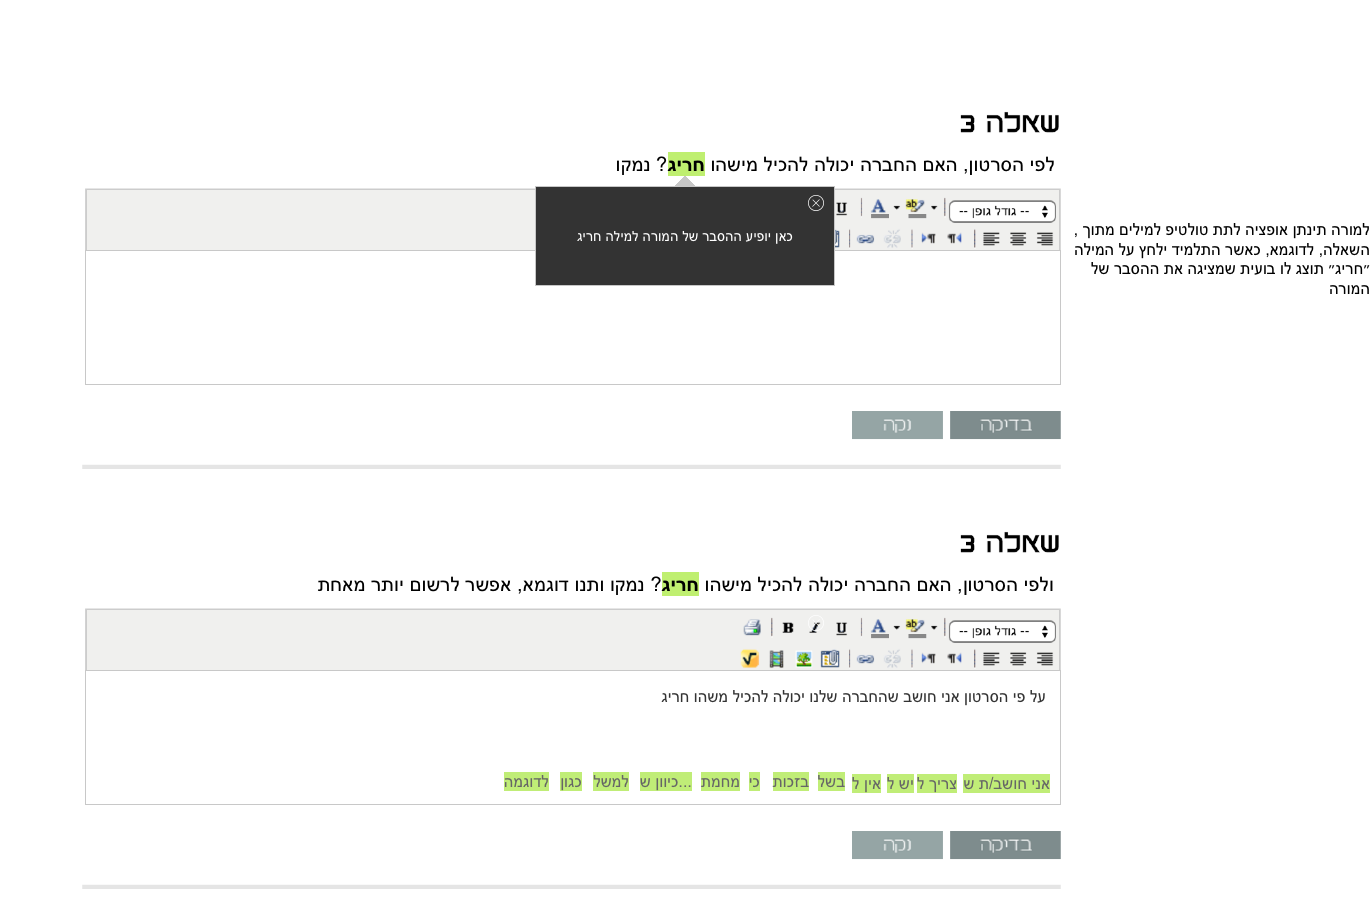 שאלה 3
לפי הסרטון, האם החברה יכולה להכיל מישהו חריג? נמקו
-- גודל גופן --
A
U
כאן יופיע ההסבר של המורה למילה חריג
למורה תינתן אופציה לתת טולטיפ למילים מתוך ,
השאלה, לדוגמא, כאשר התלמיד ילחץ על המילה
״חריג״ תוצג לו בועית שמציגה את ההסבר של
המורה
בדיקה
נקה
שאלה 3
ולפי הסרטון, האם החברה יכולה להכיל מישהו חריג? נמקו ותנו דוגמא, אפשר לרשום יותר מאחת
-- גודל גופן --
A
U
I
B
על פי הסרטון אני חושב שהחברה שלנו יכולה להכיל משהו חריג
אני חושב/ת ש צריך ל יש ל אין ל בשל בזכות כי מחמת ...כיוון ש למשל כגון לדוגמה
בדיקה
נקה